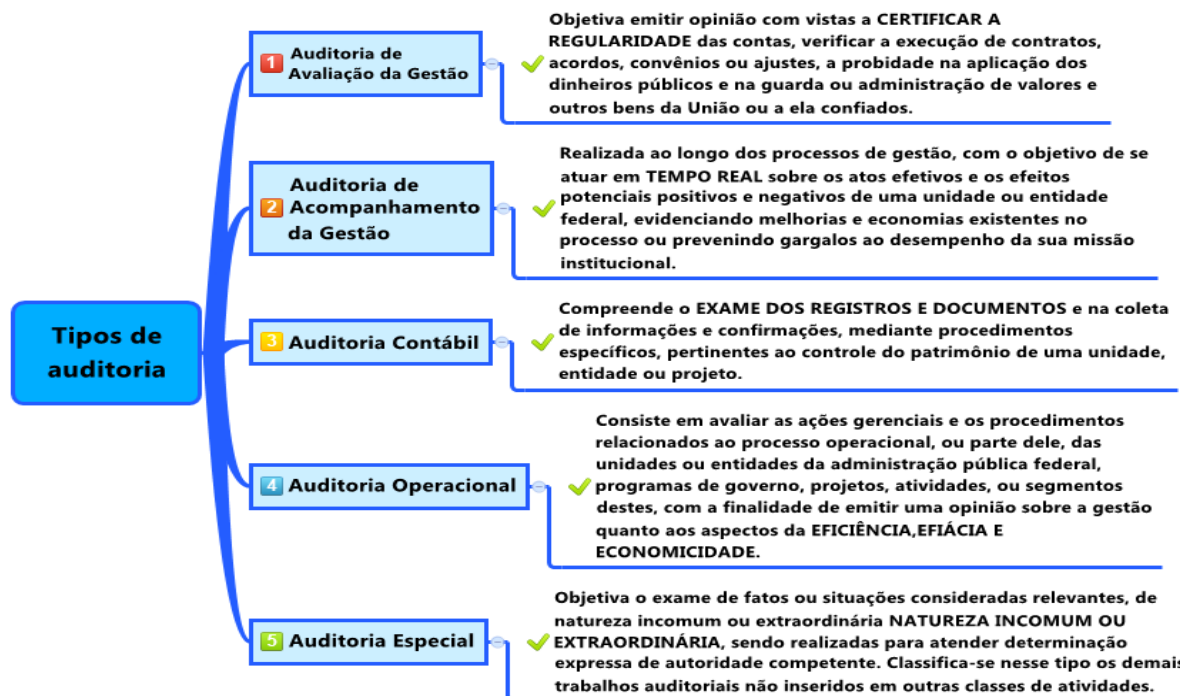 Tipos de
auditoria
1 Auditoria de
Avaliação da Gestão
Objetiva emitir opinião com vistas a CERTIFICAR A
REGULARIDADE das contas, verificar a execução de contratos,
acordos, convênios ou ajustes, a probidade na aplicação dos
dinheiros públicos e na guarda ou administração de valores e
outros bens da União ou a ela confiados.
2 Auditoria de
Acompanhamento
da Gestão
Realizada ao longo dos processos de gestão, com o objetivo de se
atuar em TEMPO REAL sobre os atos efetivos e os efeitos
potenciais positivos e negativos de uma unidade ou entidade
federal, evidenciando melhorias e economias existentes no
processo ou prevenindo gargalos ao desempenho da sua missão
institucional.
3 Auditoria Contábil
Compreende o EXAME DOS REGISTROS E DOCUMENTOS e na coleta
de informações e confirmações, mediante procedimentos
específicos, pertinentes ao controle do patrimônio de uma unidade,
entidade ou projeto.
4 Auditoria Operacional
Consiste em avaliar as ações gerenciais e os procedimentos
relacionados ao processo operacional, ou parte dele, das
unidades ou entidades da administração pública federal,
programas de governo, projetos, atividades, ou segmentos
destes, com a finalidade de emitir uma opinião sobre a gestão
quanto aos aspectos da EFICIÊNCIA,EFIÁCIA E
ECONOMICIDADE.
5 Auditoria Especial
Objetiva o exame de fatos ou situações consideradas relevantes, de
natureza incomum ou extraordinária NATUREZA INCOMUM OU
EXTRAORDINÁRIA, sendo realizadas para atender determinação
expressa de autoridade competente. Classifica-se nesse tipo os demais
trabalhos auditoriais não inseridos em outras classes de atividades.